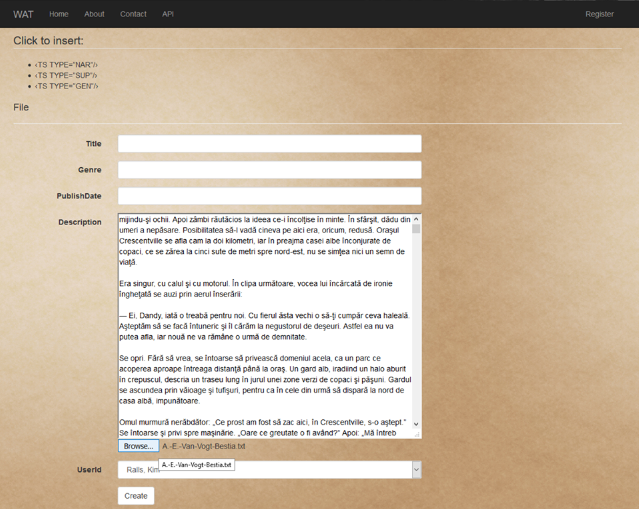 WAT Home About Contact API Register
Click to insert:
<TS TYPE="NAR"/>
<TS TYPE="SUP"/>
<TS TYPE="GEN"/>
File
Title
Genre
PublishDate
Description
mijindu-şi ochii. Apoi zâmbi răutăcios la ideea ce-i încolţise în minte. În sfârşit, dădu din
umeri a nepăsare. Posibilitatea să-l vadă cineva pe aici era, oricum, redusă. Oraşul
Crescentville se afla cam la doi kilometri, iar în preajma casei albe înconjurate de
copaci, ce se zărea la cinci sute de metri spre nord-est, nu se simţea nici un semn de
viaţă.
Era singur, cu calul şi cu motorul. În clipa următoare, vocea lui încărcată de ironie
îngheţată se auzi prin aerul înserării:
— Ei, Dandy, iată o treabă pentru noi. Cu fierul ăsta vechi o să-ţi cumpăr ceva haleală.
Aşteptăm să se facă întuneric şi îl cărăm la negustorul de deşeuri. Astfel ea nu va
putea afla, iar nouă ne va rămâne o urmă de demnitate.
Se opri. Fără să vrea, se întoarse să privească domeniul acela, ca un parc ce
acoperea aproape întreaga distanţă până la oraş. Un gard alb, iradiind un halo aburit
în crepuscul, descria un traseu lung în jurul unei zone verzi de copaci şi păşuni. Gardul
se ascundea prin văioage şi tufişuri, pentru ca în cele din urmă să dispară la nord de
casa albă, impunătoare.
Omul murmură nerăbdător: „Ce prost am fost să zac aici, în Crescentville, s-o aştept.”
Se întoarse şi privi spre maşinărie. „Oare ce greutate o fi având?” Apoi: „Mă întreb
Browse... A.-E.-Van-Vogt-Bestia.txt
UserId
Ralls, Kim
A.-E.-Van-Vogt-Bestia.txt
Create